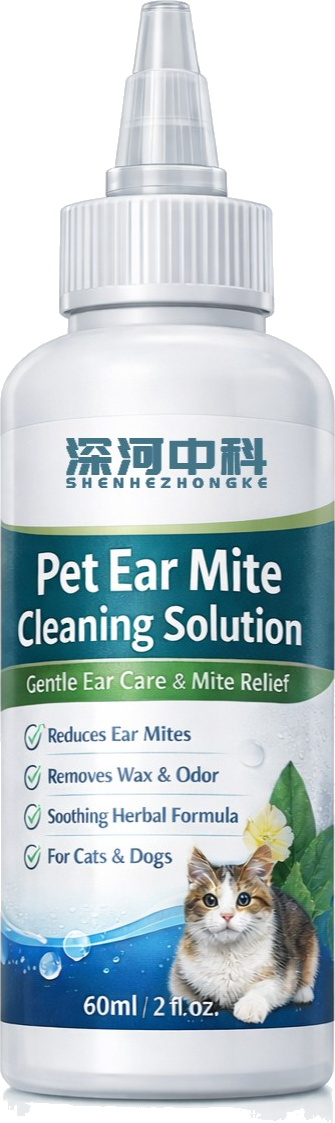 深河中科
SHENHEZHONGKE
Pet Ear Mite
Cleaning Solution
Gentle Ear Care & Mite Relief
Reduces Ear Mites
Removes Wax & Odor
Soothing Herbal Formula
For Cats & Dogs
60ml / 2 fl.oz.